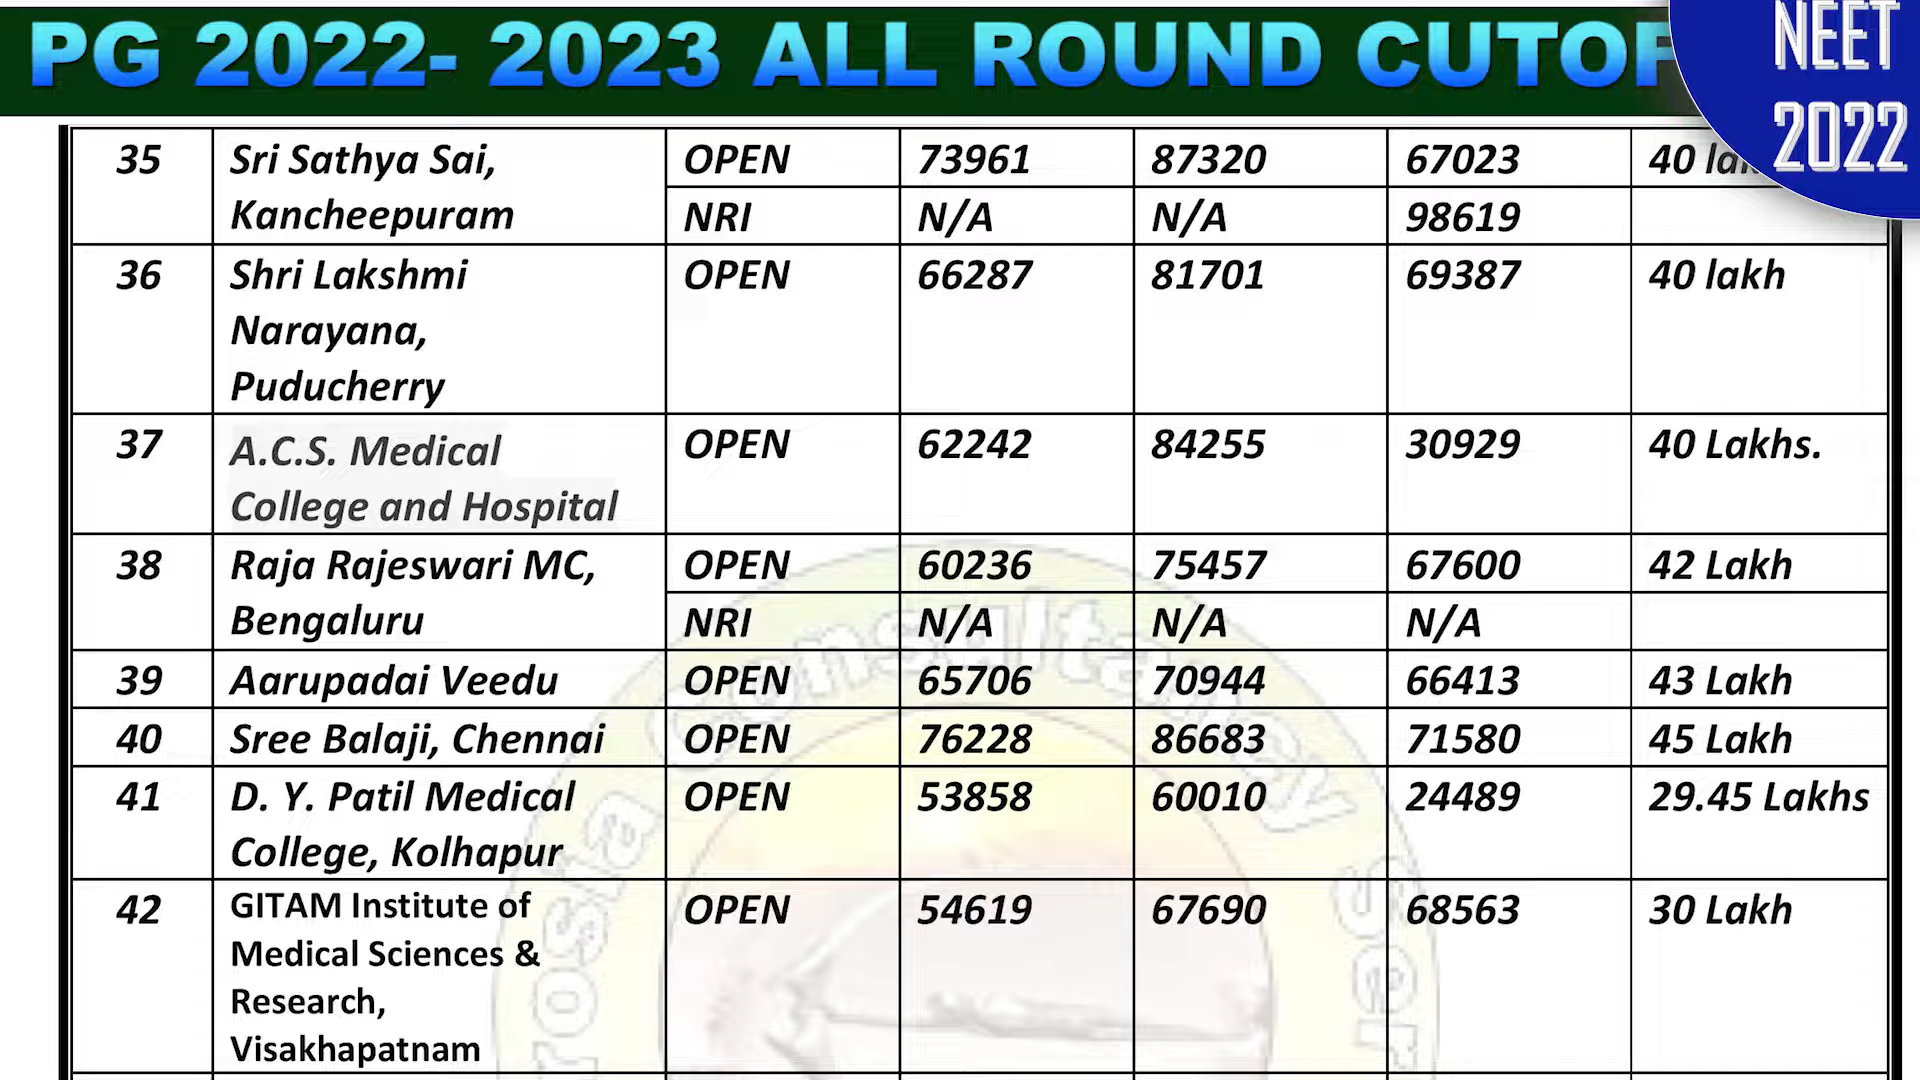 PG 2022- 2023 ALL ROUND CUTOF
NEET
2022
35 Sri Sathya Sai, OPEN 73961 87320 67023 40
Kancheepuram NRI N/A N/A 98619
36 Shri Lakshmi OPEN 66287 81701 69387 40 lakh
Narayana,
Puducherry
37 A.C.S. Medical OPEN 62242 84255 30929 40 Lakhs.
College and Hospital
38 Raja Rajeswari MC, OPEN 60236 75457 67600 42 Lakh
Bengaluru NRI N/A N/A N/A
39 Aarupadai Veedu OPEN 65706 70944 66413 43 Lakh
40 Sree Balaji, Chennai OPEN 76228 86683 71580 45 Lakh
41 D. Y. Patil Medical OPEN 53858 60010 24489 29.45 Lakhs
College, Kolhapur
42 GITAM Institute of OPEN 54619 67690 68563 30 Lakh
Medical Sciences &
Research,
Visakhapatnam
rosia Consultancy Ser